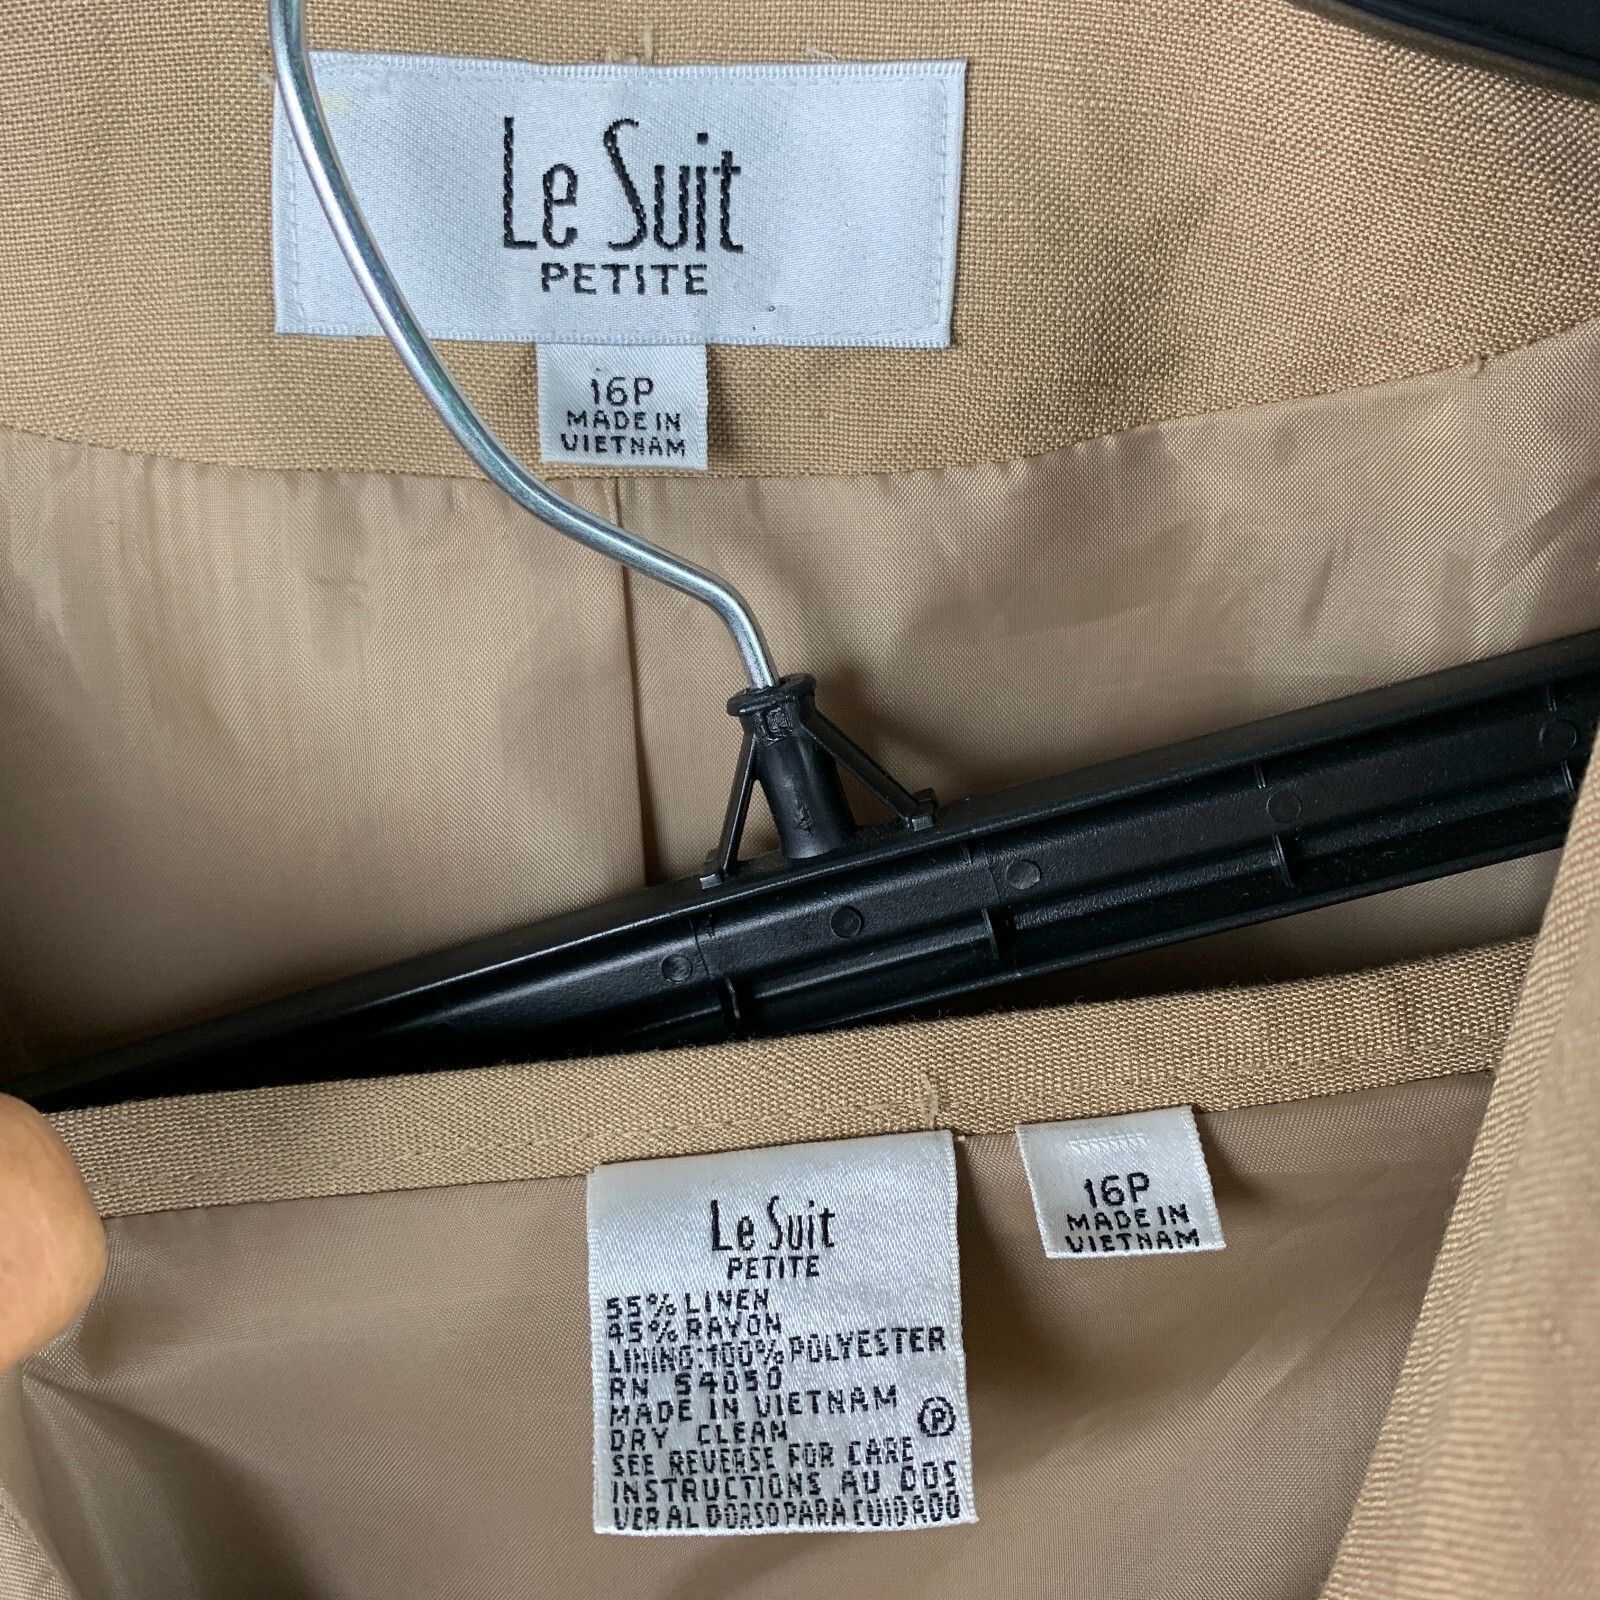 Le Suit
PETITE
16P
MADE IN
VIETNAM
Le Suit
PETITE
55% LINEN
45% RAYON
LINING:100% POLYESTER
RN 54050
MADE IN VIETNAM
DRY CLEAN Ⓟ
SEE REVERSE FOR CARE
INSTRUCTIONS AU DOS
VER AL DORSO PARA CUIDADO
16P
MADE IN
VIETNAM